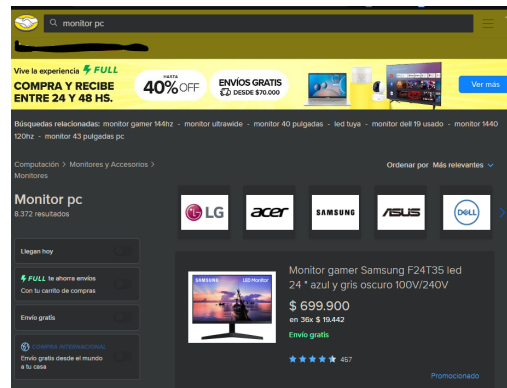 monitor pc
Vive la experiencia FULL
COMPRA Y RECIBE
ENTRE 24 Y 48 HS.
HASTA
40% OFF
ENVÍOS GRATIS
DESDE $70.000
Ver más
Búsquedas relacionadas: monitor gamer 144hz - monitor ultrawide - monitor 40 pulgadas - led tuya - monitor dell 19 usado - monitor 1440
120hz - monitor 43 pulgadas pc
Computación > Monitores y Accesorios >
Monitores
Ordenar por Más relevantes
Monitor pc
8.372 resultados
LG
acer
SAMSUNG
ASUS
DELL
Llegan hoy
FULL te ahorra envíos
Con tu carrito de compras
Envío gratis
COMPRA INTERNACIONAL
Envío gratis desde el mundo
a tu casa
SAMSUNG LED Monitor
Monitor gamer Samsung F24T35 led
24 " azul y gris oscuro 100V/240V
$ 699.900
en 36x $ 19.442
Envío gratis
457
Promocionado